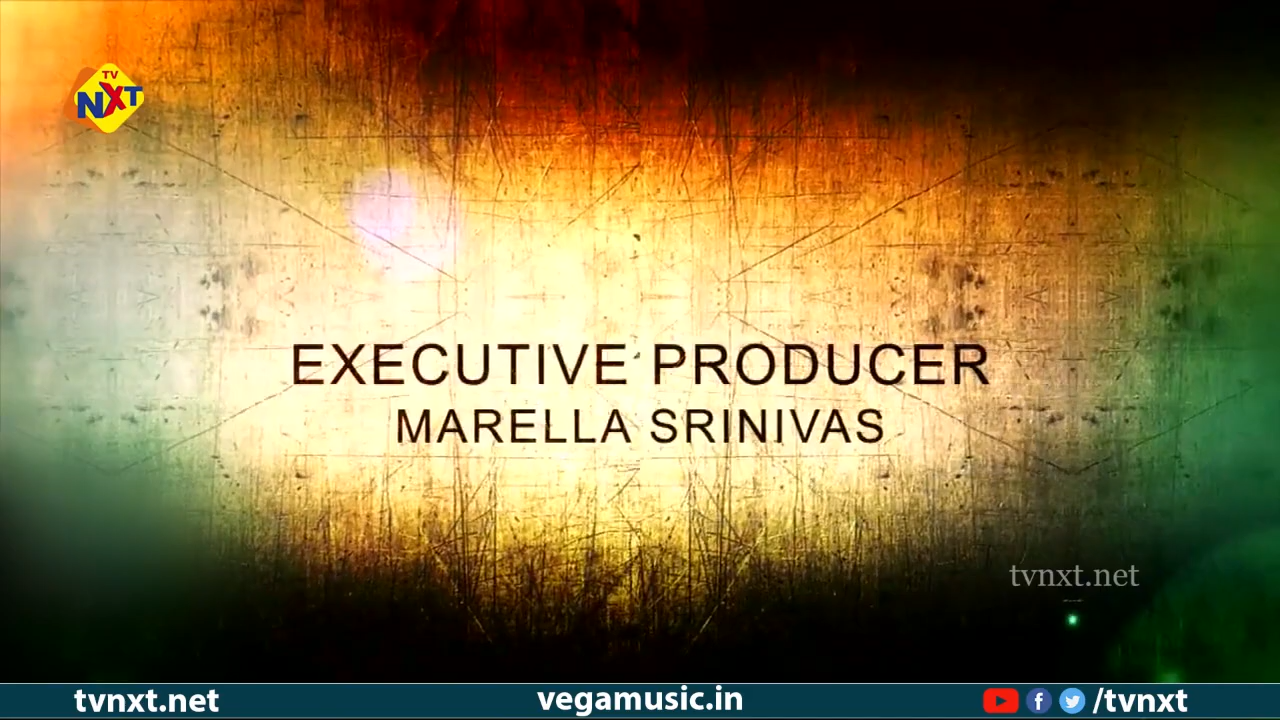 TV
NXT
EXECUTIVE PRODUCER
MARELLA SRINIVAS
tvnxt.net
tvnxt.net
vegamusic.in
/tvnxt